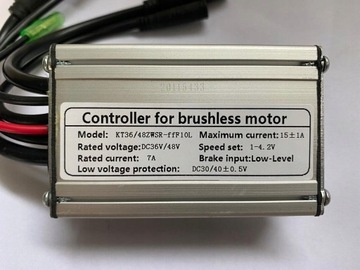 Controller for brushless motor
Model: KT36/48ZWSR-ffF10L Maximum current:15±1A
Rated voltage:DC36V/48V Speed set: 1-4.2V
Rated current: 7A Brake input:Low-Level
Low voltage protection: DC30/40±0.5V